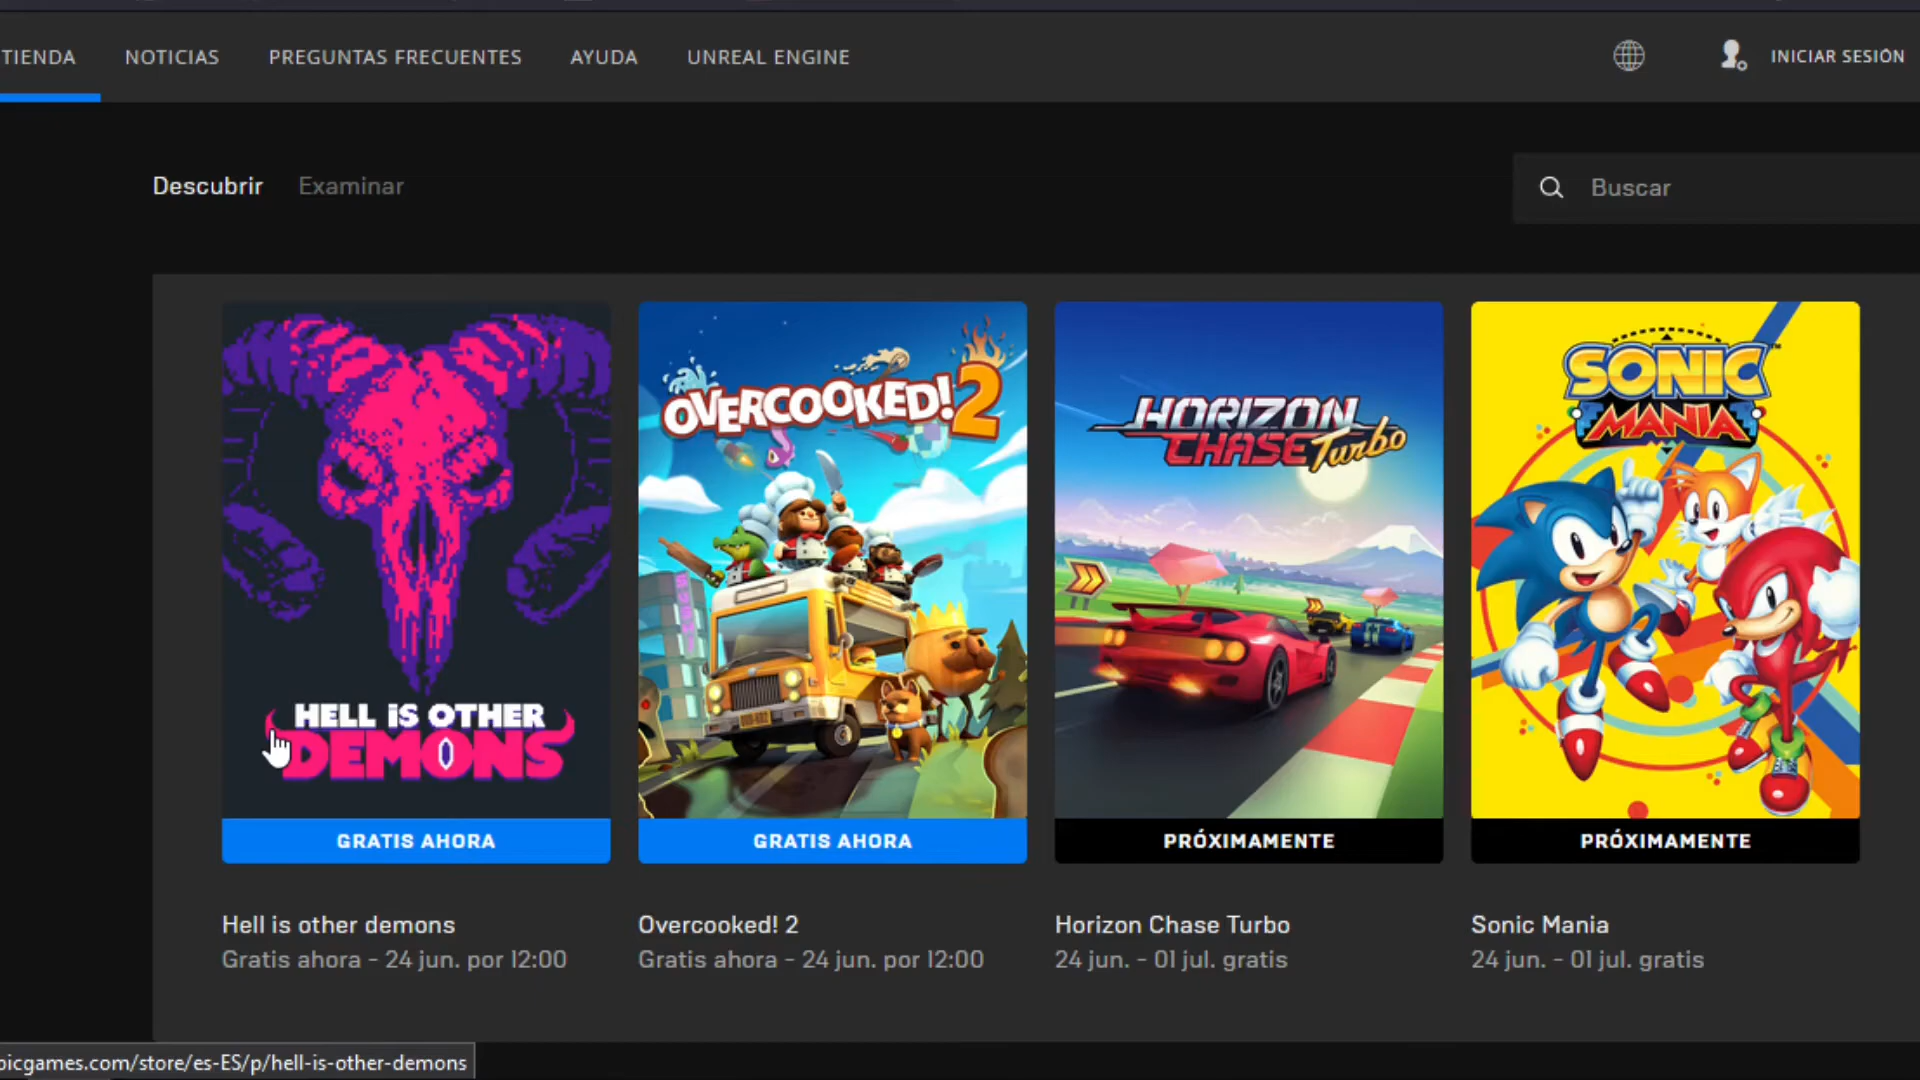 TIENDA NOTICIAS PREGUNTAS FRECUENTES AYUDA UNREAL ENGINE INICIAR SESIÓN
Descubrir Examinar Buscar
HELL iS OTHER
DEMONS
OVERCOOKED! 2
HORIZON
CHASE Turbo
SONIC
MANIA
GRATIS AHORA GRATIS AHORA PRÓXIMAMENTE PRÓXIMAMENTE
Hell is other demons Overcooked! 2 Horizon Chase Turbo Sonic Mania
Gratis ahora - 24 jun. por 12:00 Gratis ahora - 24 jun. por 12:00 24 jun. - 01 jul. gratis 24 jun. - 01 jul. gratis
picgames.com/store/es-ES/p/hell-is-other-demons